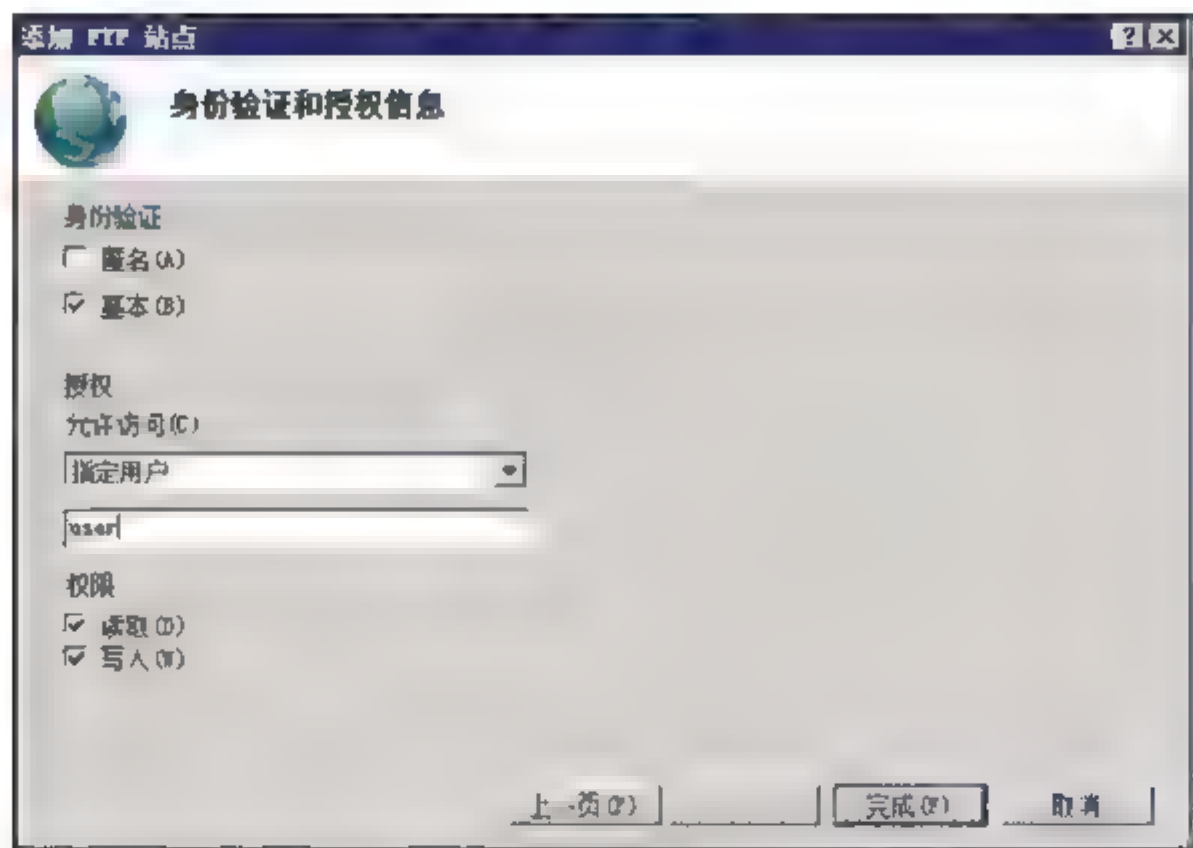 添加 FTP 站点
身份验证和授权信息
身份验证
匿名(A)
基本(B)
授权
允许访问(C)
指定用户
user
权限
读取(D)
写入(W)
上一页(P)
完成(F)
取消